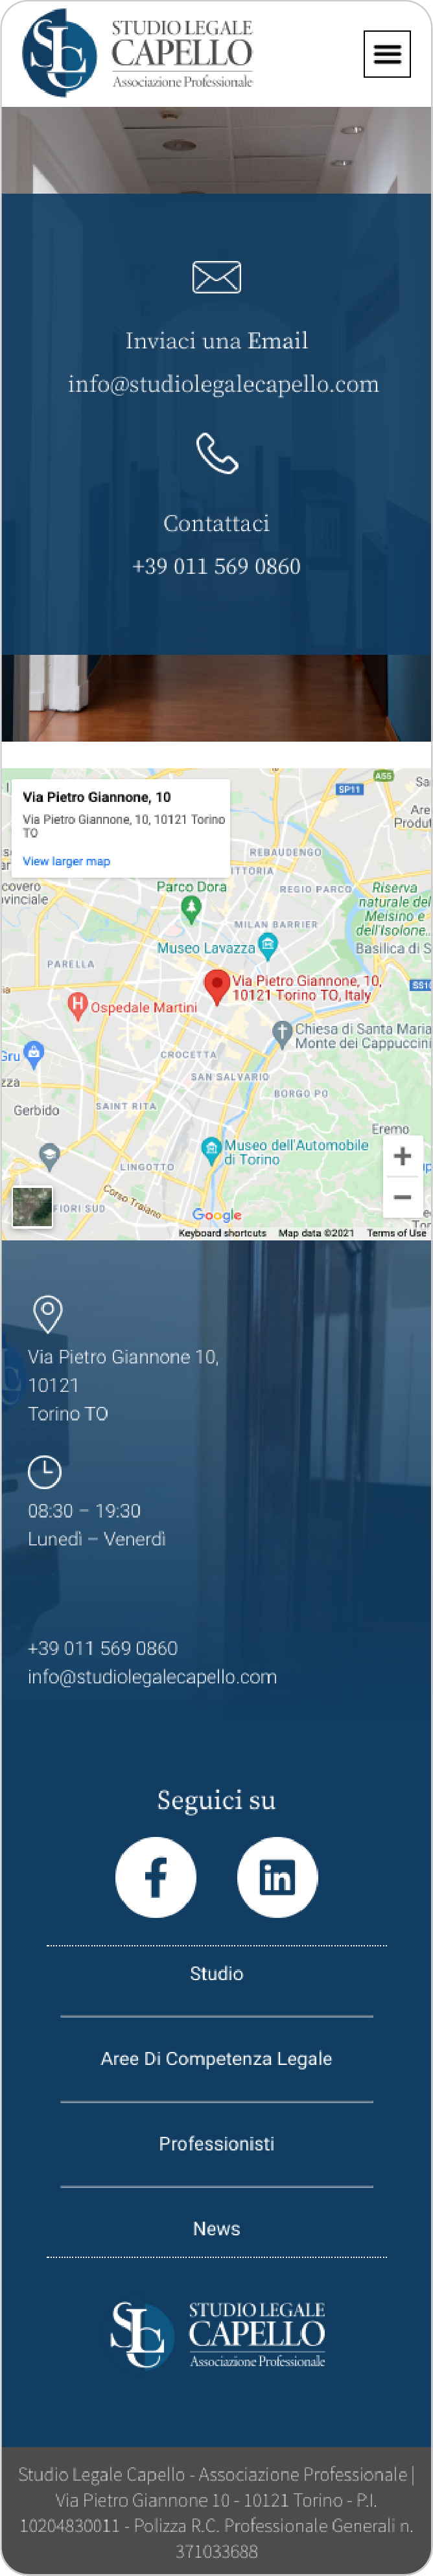 SLC
STUDIO LEGALE
CAPELLO
Associazione Professionale
Inviaci una Email
info@studiolegalecapello.com
Contattaci
+39 011 569 0860
Via Pietro Giannone, 10
Via Pietro Giannone, 10, 10121 Torino
TO
View larger map
A55
SP11
REBAUDENGO
ITTORIA
Parco Dora
REGIO PARCO
Riserva
naturale del
Meisino e
dell'Isolone..
MILAN BARRIER
Museo Lavazza
Basilica di S
PARELLA
Via Pietro Giannone, 10,
10121 Torino TO, Italy
Ospedale Martini
Chiesa di Santa Maria
Monte dei Cappuccini
Gru
CROCETTA
SAN SALVARIO
BORGO PO
Gerbido
SAINT RITA
Eremo
Museo dell'Automobile
di Torino
LINGOTTO
FIORI SUD
Corso Traiano
Google
Keyboard shortcuts Map data ©2021 Terms of Use
Via Pietro Giannone 10,
10121
Torino TO
08:30 – 19:30
Lunedì – Venerdì
+39 011 569 0860
info@studiolegalecapello.com
Seguici su
Studio
Aree Di Competenza Legale
Professionisti
News
SLC
STUDIO LEGALE
CAPELLO
Associazione Professionale
Studio Legale Capello - Associazione Professionale |
Via Pietro Giannone 10 - 10121 Torino - P.I.
10204830011 - Polizza R.C. Professionale Generali n.
371033688